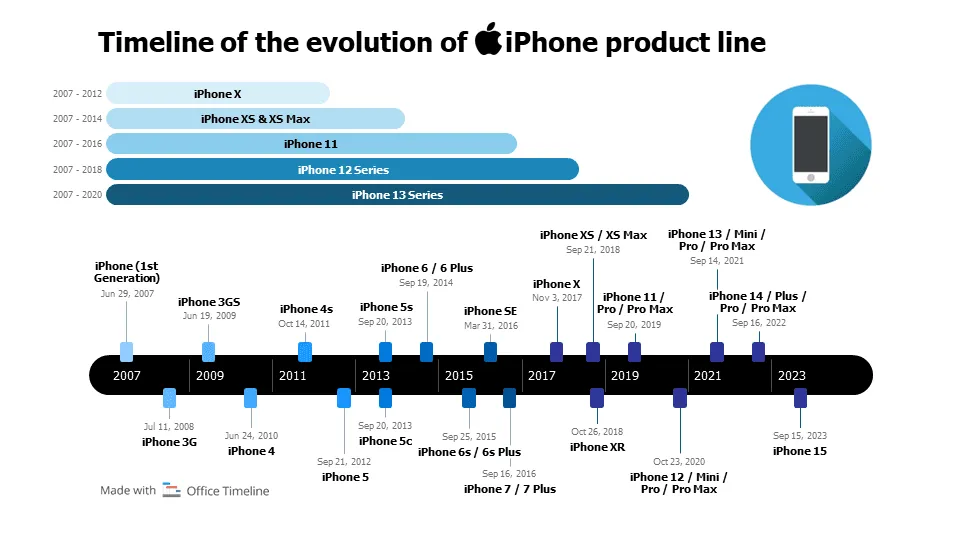 Timeline of the evolution of iPhone product line
2007 - 2012
iPhone X
2007 - 2014
iPhone XS & XS Max
2007 - 2016
iPhone 11
2007 - 2018
iPhone 12 Series
2007 - 2020
iPhone 13 Series
iPhone (1st
Generation)
Jun 29, 2007
iPhone 3GS
Jun 19, 2009
iPhone 4s
Oct 14, 2011
iPhone 5s
Sep 20, 2013
iPhone 6 / 6 Plus
Sep 19, 2014
iPhone SE
Mar 31, 2016
iPhone X
Nov 3, 2017
iPhone XS / XS Max
Sep 21, 2018
iPhone 11 /
Pro / Pro Max
Sep 20, 2019
iPhone 13 / Mini /
Pro / Pro Max
Sep 14, 2021
iPhone 14 / Plus /
Pro / Pro Max
Sep 16, 2022
2007
2009
2011
2013
2015
2017
2019
2021
2023
Jul 11, 2008
iPhone 3G
Jun 24, 2010
iPhone 4
Sep 21, 2012
iPhone 5
Sep 20, 2013
iPhone 5c
Sep 25, 2015
iPhone 6s / 6s Plus
Sep 16, 2016
iPhone 7 / 7 Plus
Oct 26, 2018
iPhone XR
Oct 23, 2020
iPhone 12 / Mini /
Pro / Pro Max
Sep 15, 2023
iPhone 15
Made with Office Timeline